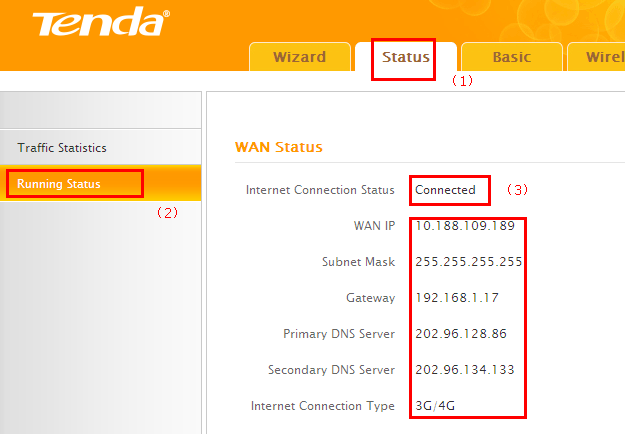 Tenda®
Wizard Status Basic Wirel
(1)
Traffic Statistics
Running Status
(2)
WAN Status
Internet Connection Status Connected (3)
WAN IP 10.188.109.189
Subnet Mask 255.255.255.255
Gateway 192.168.1.17
Primary DNS Server 202.96.128.86
Secondary DNS Server 202.96.134.133
Internet Connection Type 3G/4G